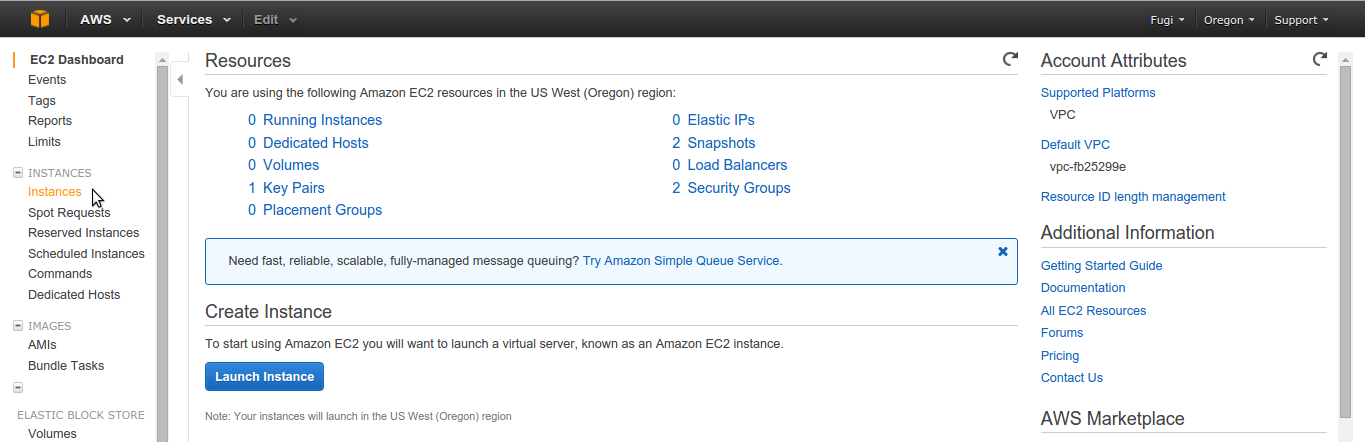 AWS Services Edit Fugi Oregon Support
EC2 Dashboard
Events
Tags
Reports
Limits
INSTANCES
Instances
Spot Requests
Reserved Instances
Scheduled Instances
Commands
Dedicated Hosts
IMAGES
AMIs
Bundle Tasks
ELASTIC BLOCK STORE
Volumes
Resources
You are using the following Amazon EC2 resources in the US West (Oregon) region:
0 Running Instances
0 Dedicated Hosts
0 Volumes
1 Key Pairs
0 Placement Groups
0 Elastic IPs
2 Snapshots
0 Load Balancers
2 Security Groups
Need fast, reliable, scalable, fully-managed message queuing? Try Amazon Simple Queue Service.
Create Instance
To start using Amazon EC2 you will want to launch a virtual server, known as an Amazon EC2 instance.
Launch Instance
Note: Your instances will launch in the US West (Oregon) region
Account Attributes
Supported Platforms
VPC
Default VPC
vpc-fb25299e
Resource ID length management
Additional Information
Getting Started Guide
Documentation
All EC2 Resources
Forums
Pricing
Contact Us
AWS Marketplace